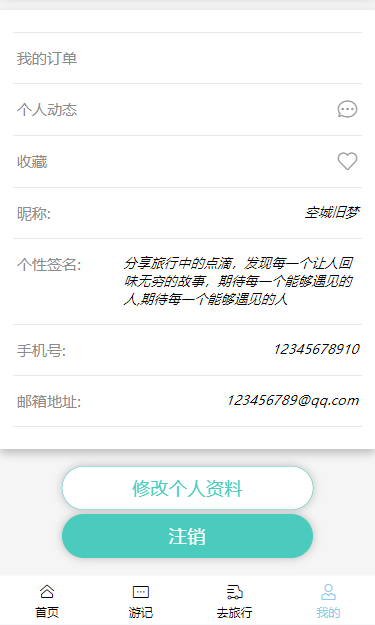 我的订单
个人动态
收藏
昵称: 空城旧梦
个性签名: 分享旅行中的点滴，发现每一个让人回
味无穷的故事，期待每一个能够遇见的
人,期待每一个能够遇见的人
手机号: 12345678910
邮箱地址: 123456789@qq.com
修改个人资料
注销
首页 游记 去旅行 我的